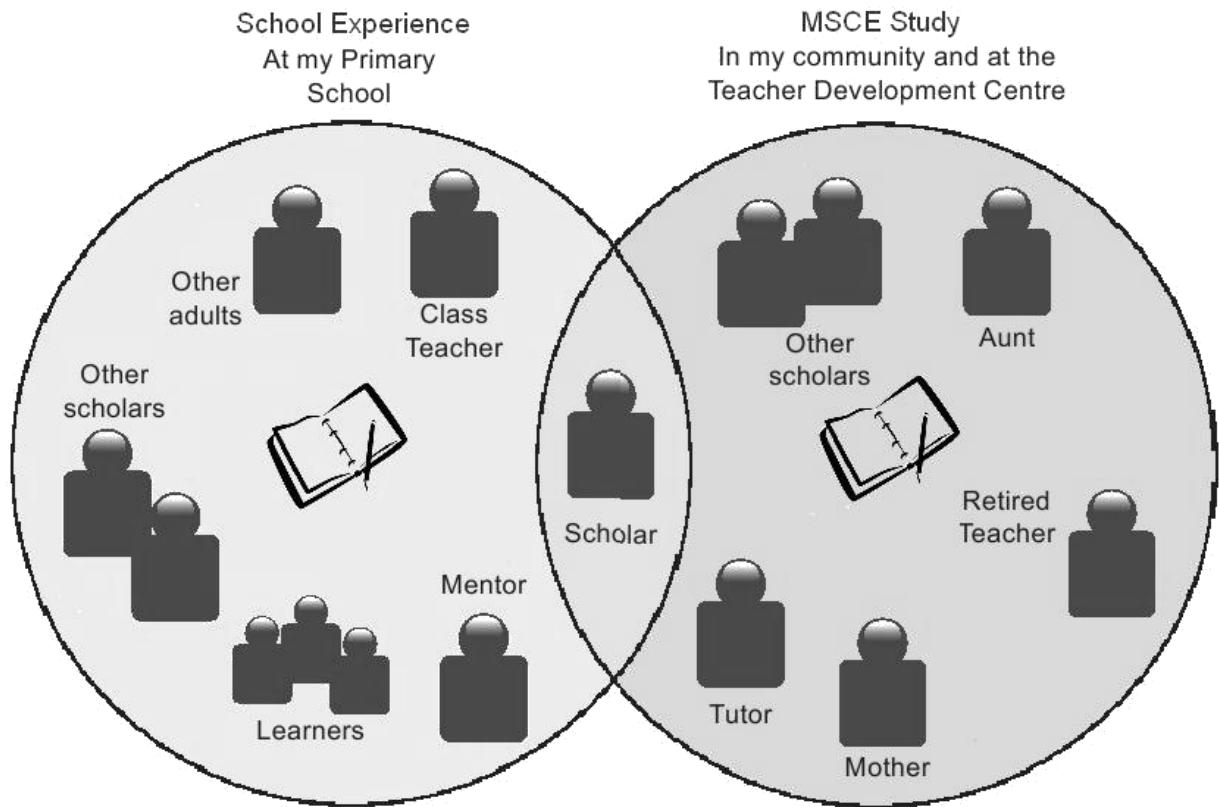 School Experience
At my Primary
School
MSCE Study
In my community and at the
Teacher Development Centre
Other
adults
Class
Teacher
Other
scholars
Learners
Mentor
Scholar
Other
scholars
Aunt
Retired
Teacher
Tutor
Mother